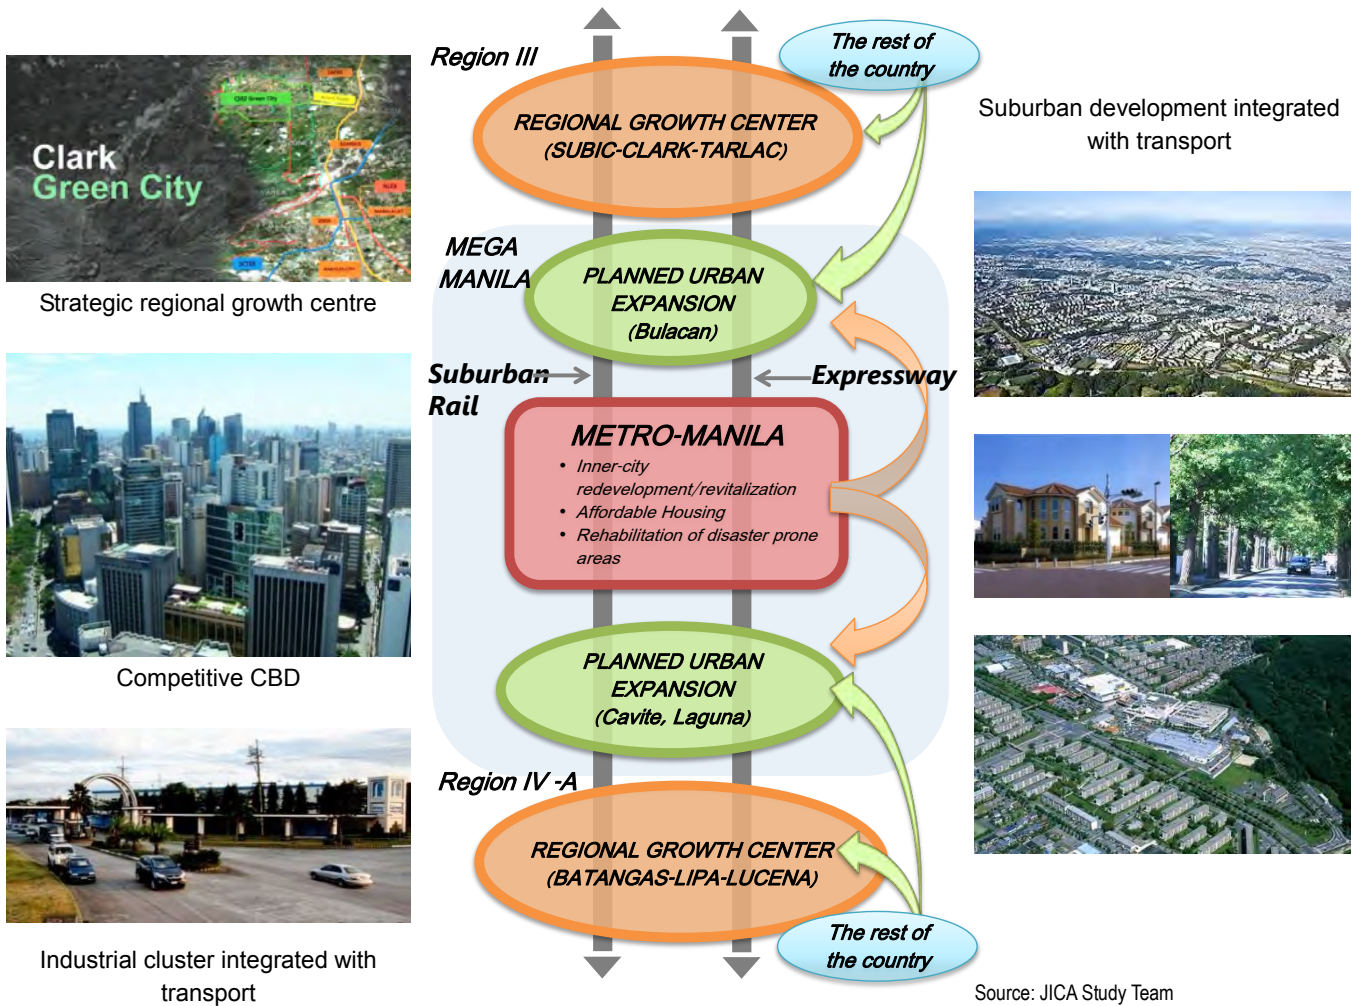 Region III
The rest of
the country
REGIONAL GROWTH CENTER
(SUBIC-CLARK-TARLAC)
Suburban development integrated
with transport
Clark
Green City
Strategic regional growth centre
MEGA
MANILA
PLANNED URBAN
EXPANSION
(Bulacan)
Suburban
Rail
Expressway
METRO-MANILA
• Inner-city
redevelopment/revitalization
• Affordable Housing
• Rehabilitation of disaster prone
areas
Competitive CBD
PLANNED URBAN
EXPANSION
(Cavite, Laguna)
Region IV -A
REGIONAL GROWTH CENTER
(BATANGAS-LIPA-LUCENA)
The rest of
the country
Industrial cluster integrated with
transport
Source: JICA Study Team